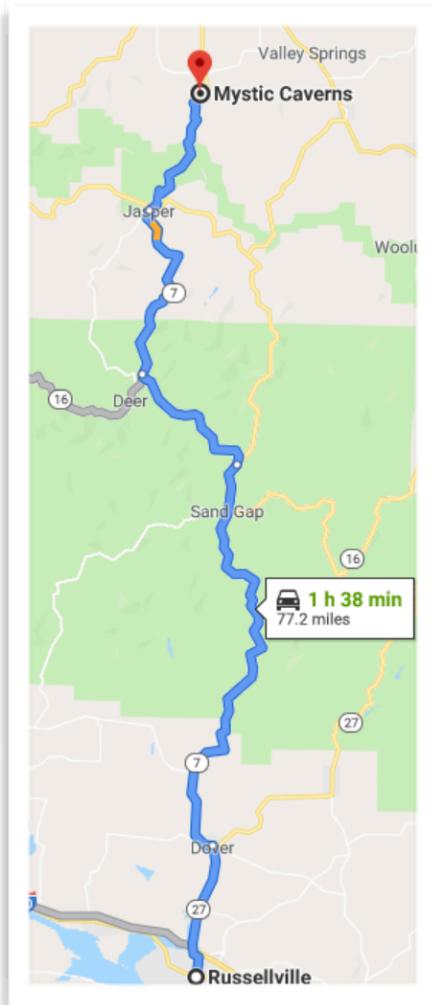 Valley Springs
Mystic Caverns
Jasper
7
16
Deer
Sand Gap
16
1 h 38 min
77.2 miles
27
7
Dover
27
Russellville